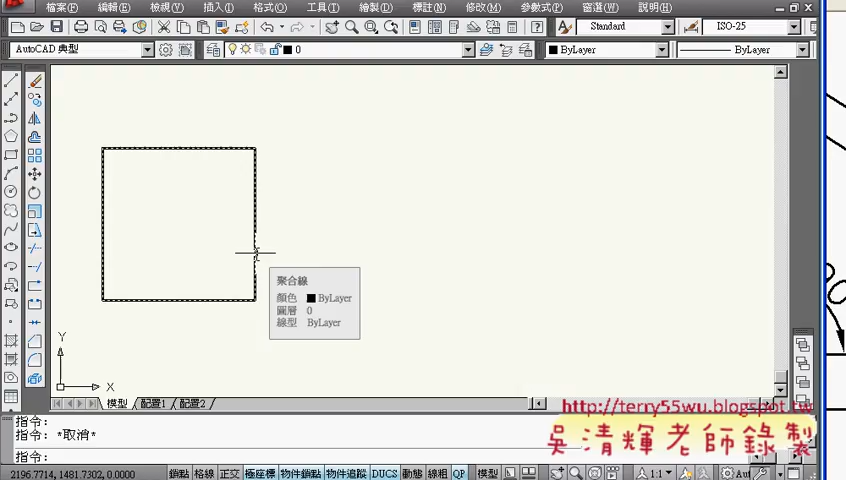 檔案(F) 編輯(E) 檢視(V) 插入(I) 格式(O) 工具(T) 繪製(D) 標註(N) 修改(M) 參數式(P) 視窗(W) 說明(H)
Standard ISO-25
AutoCAD 典型 0 ByLayer ByLayer
聚合線
顏色 ByLayer
圖層 0
線型 ByLayer
Y
X
模型 配置1 配置2
http://terry55wu.blogspot.tw
指令:
指令: *取消*
吳清輝老師錄製
指令:
2196.7714, 1481.7302, 0.0000 鎖點 格線 正交 極座標 物件鎖點 物件追蹤 DUCS 動態 線粗 QP 模型 1:1